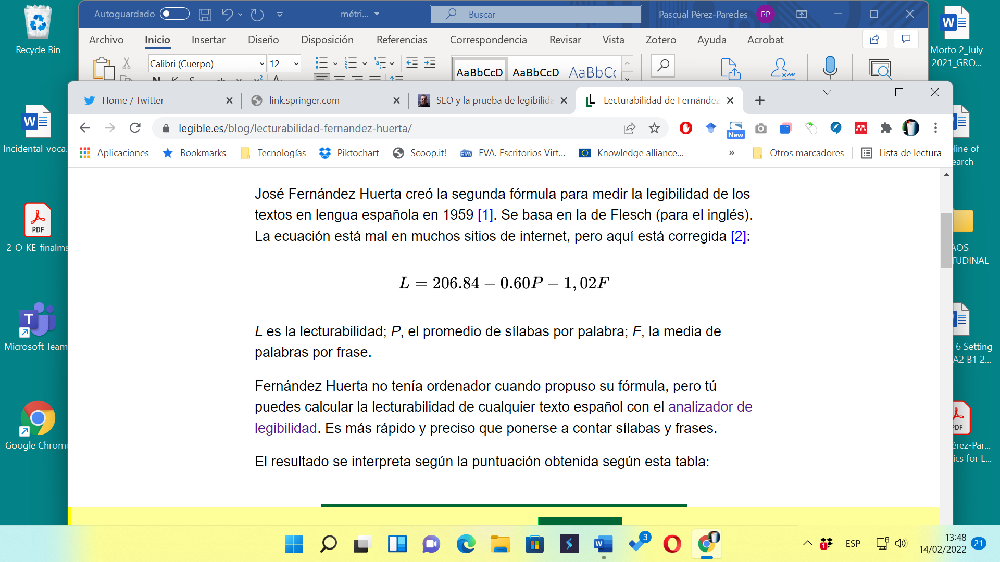 Autoguardado
métri...
Buscar
Pascual Pérez-Paredes
PP
Archivo Inicio Insertar Diseño Disposición Referencias Correspondencia Revisar Vista Zotero Ayuda Acrobat
Calibri (Cuerpo) 12
AaBbCcD AaBbCcD AaBbCc
Home / Twitter
link.springer.com
SEO y la prueba de legibilida
Lecturabilidad de Fernández
legible.es/blog/lecturabilidad-fernandez-huerta/
New
Aplicaciones Bookmarks Tecnologías Piktochart Scoop.it! EVA. Escritorios Virt... Knowledge alliance... » Otros marcadores Lista de lectura
José Fernández Huerta creó la segunda fórmula para medir la legibilidad de los
textos en lengua española en 1959 [1]. Se basa en la de Flesch (para el inglés).
La ecuación está mal en muchos sitios de internet, pero aquí está corregida [2]:
L = 206.84 − 0.60P − 1,02F
L es la lecturabilidad; P, el promedio de sílabas por palabra; F, la media de
palabras por frase.
Fernández Huerta no tenía ordenador cuando propuso su fórmula, pero tú
puedes calcular la lecturabilidad de cualquier texto español con el analizador de
legibilidad. Es más rápido y preciso que ponerse a contar sílabas y frases.
El resultado se interpreta según la puntuación obtenida según esta tabla:
Recycle Bin
Incidental-voca.
PDF
2_O_KE_finalms
Microsoft Team
Google Chrom
Morfo 2_July
2021_GRO...
eline of
earch
AOS
TUDINAL
6 Setting
A2 B1 2...
PDF
érez-Par...
ics for E...
3
1
ESP
13:48
14/02/2022
21